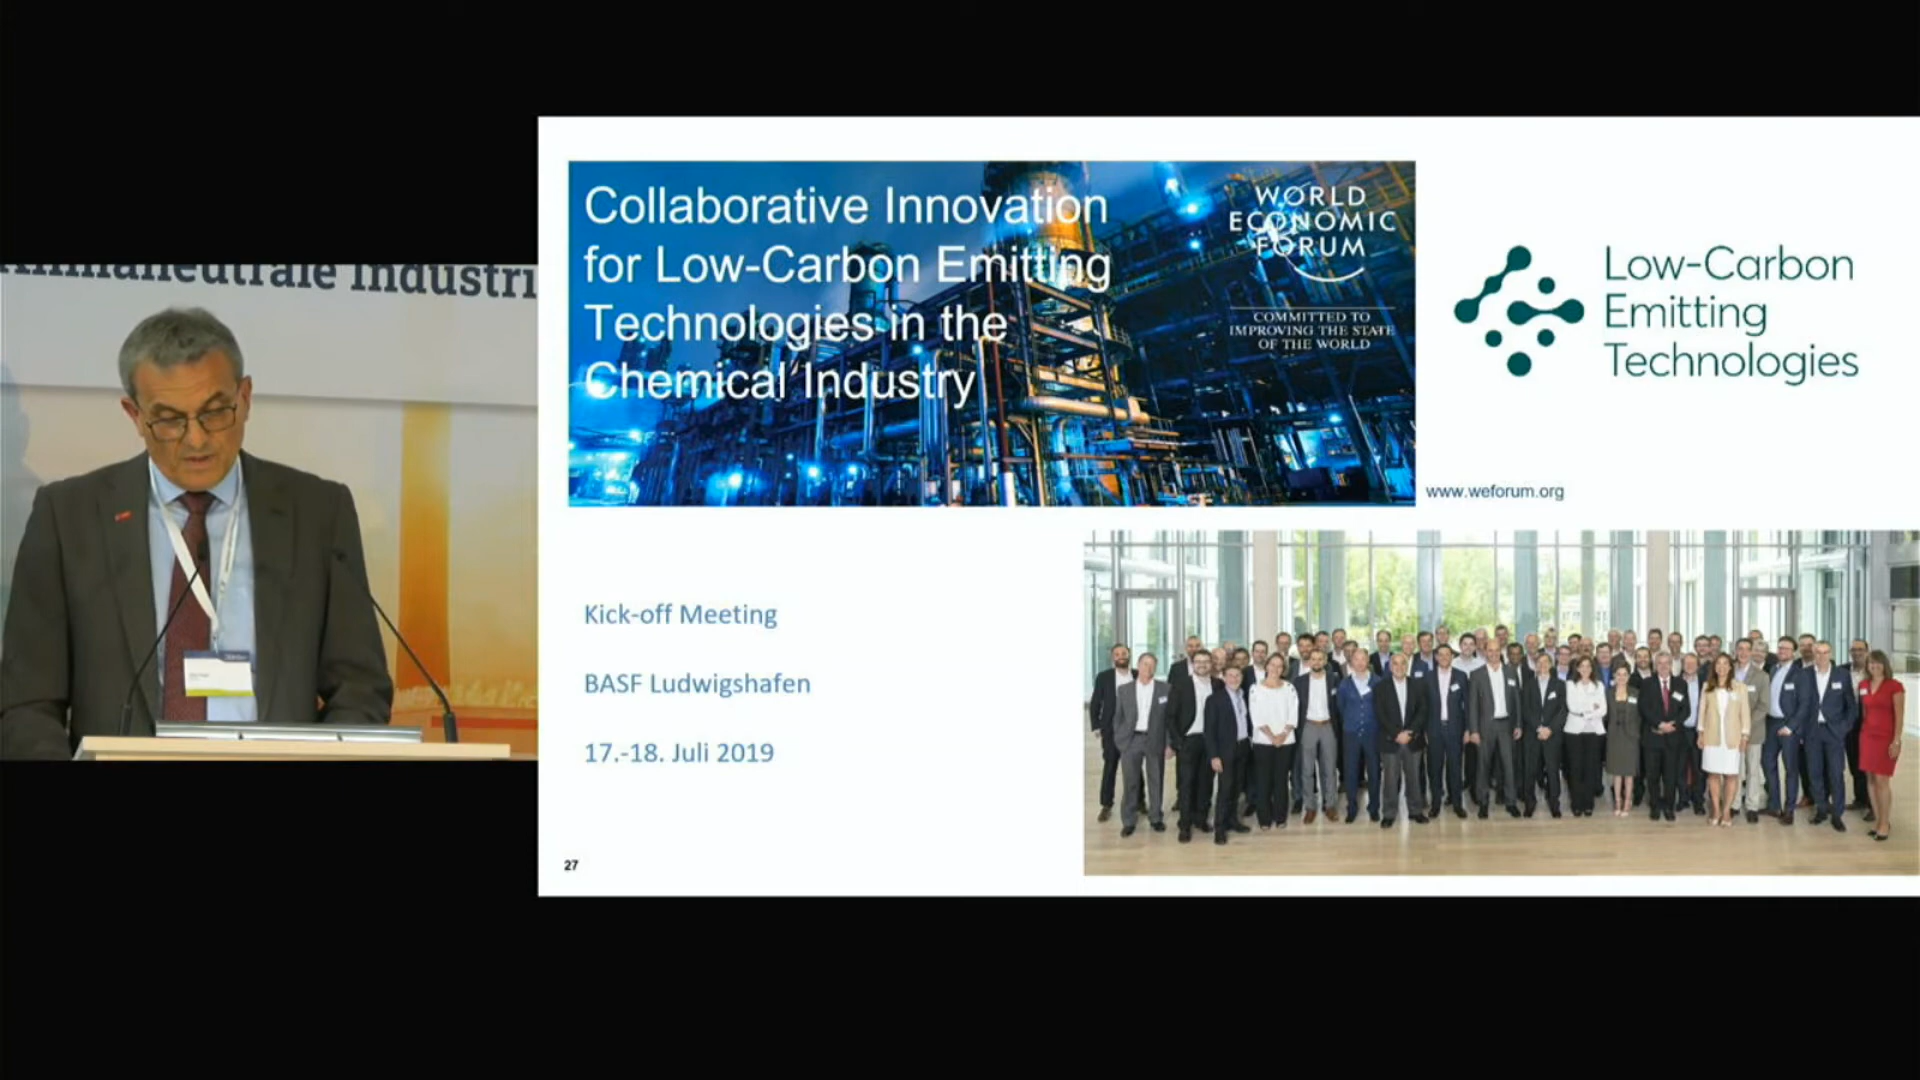 Industri
Collaborative Innovation
for Low-Carbon Emitting
Technologies in the
Chemical Industry
WORLD
ECONOMIC
FORUM
COMMITTED TO
IMPROVING THE STATE
OF THE WORLD
Low-Carbon
Emitting
Technologies
www.weforum.org
Kick-off Meeting
BASF Ludwigshafen
17.-18. Juli 2019
27